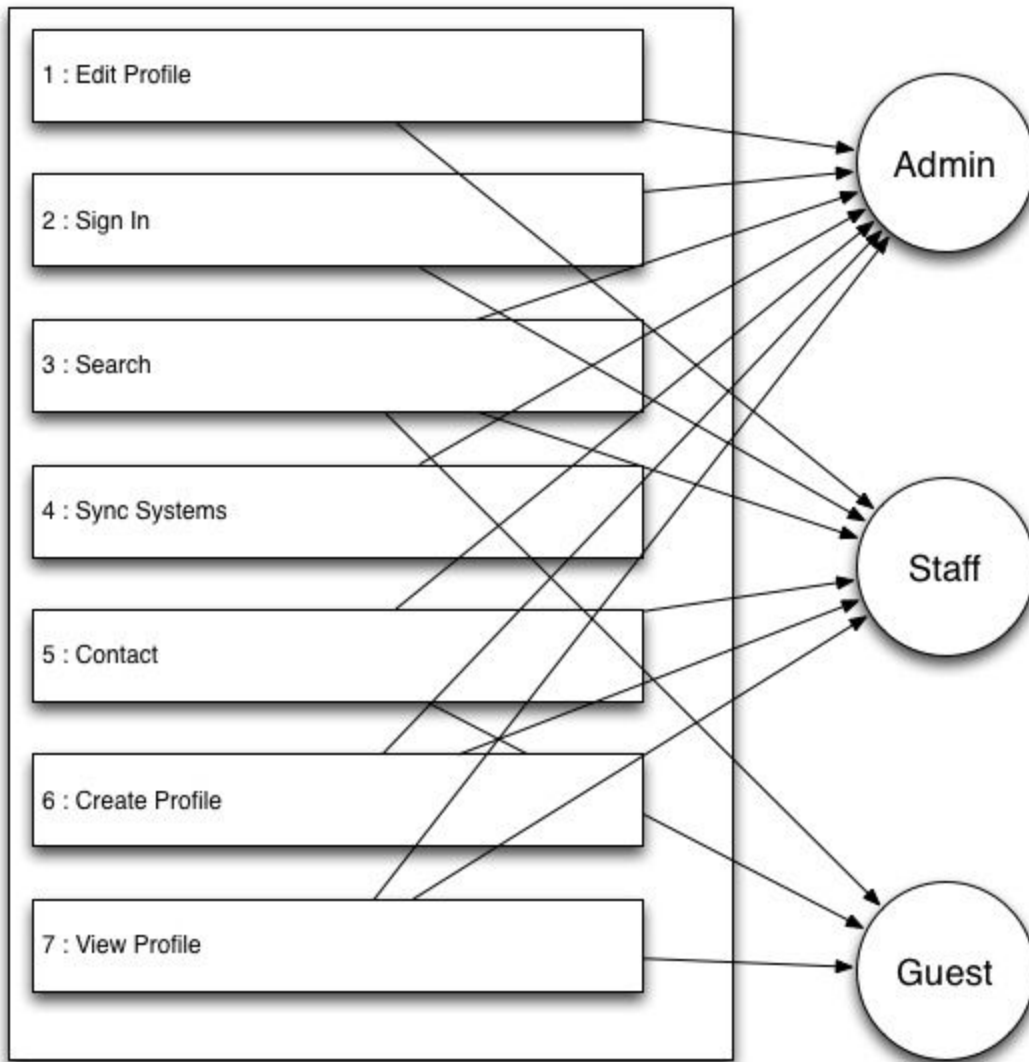 1 : Edit Profile
2 : Sign In
3 : Search
4 : Sync Systems
5 : Contact
6 : Create Profile
7 : View Profile
Admin
Staff
Guest